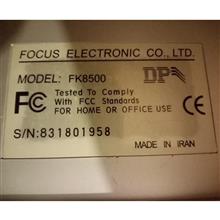 FOCUS ELECTRONIC CO., LTD.
MODEL: FK8500 DP
FC Tested To Comply
With FCC Standards
FOR HOME OR OFFICE USE
S/N:831801958
MADE IN IRAN